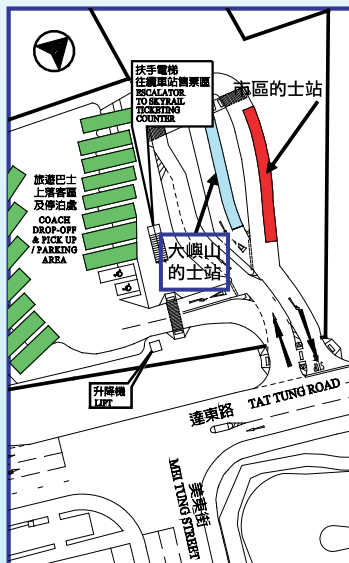 扶手電梯
往纜車站售票區
ESCALATOR
TO SKYRAIL
TICKETING
COUNTER
市區的士站
旅遊巴士
上落客區
及停泊處
COACH
DROP-OFF
& PICK UP
/ PARKING
AREA
大嶼山
的士站
升降機
LIFT
達東路
TAT TUNG ROAD
美東街
MEI TUNG STREET